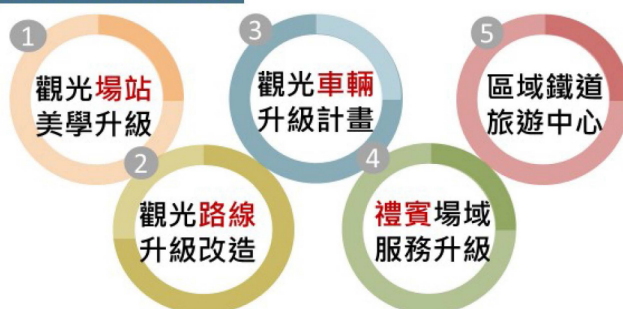 1
觀光場站
美學升級
2
觀光路線
升級改造
3
觀光車輛
升級計畫
4
禮賓場域
服務升級
5
區域鐵道
旅遊中心